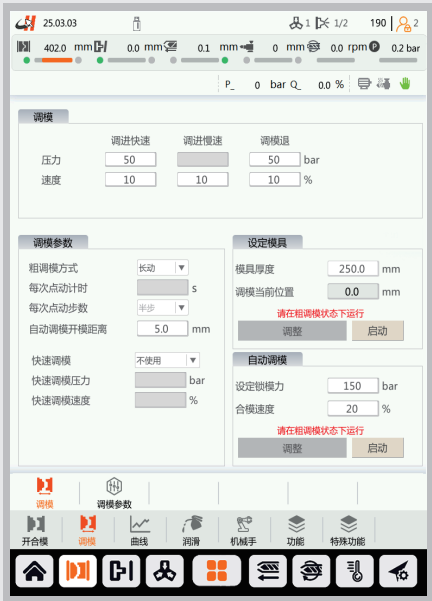 25.03.03 1 1/2 190 2
402.0 mm 0.0 mm 0.1 mm 0 mm 0.0 rpm P 0.2 bar
P_ 0 bar Q_ 0.0 %
调模
调进快速 调进慢速 调模退
压力 50 50 bar
速度 10 10 10 %
调模参数
粗调模方式 长动
每次点动计时 s
每次点动步数 半步
自动调模开模距离 5.0 mm
快速调模 不使用
快速调模压力 bar
快速调模速度 %
设定模具
模具厚度 250.0 mm
调模当前位置 0.0 mm
请在粗调模状态下运行
调整 启动
自动调模
设定锁模力 150 bar
合模速度 20 %
请在粗调模状态下运行
调整 启动
调模 调模参数
开合模 调模 曲线 润滑 机械手 功能 特殊功能